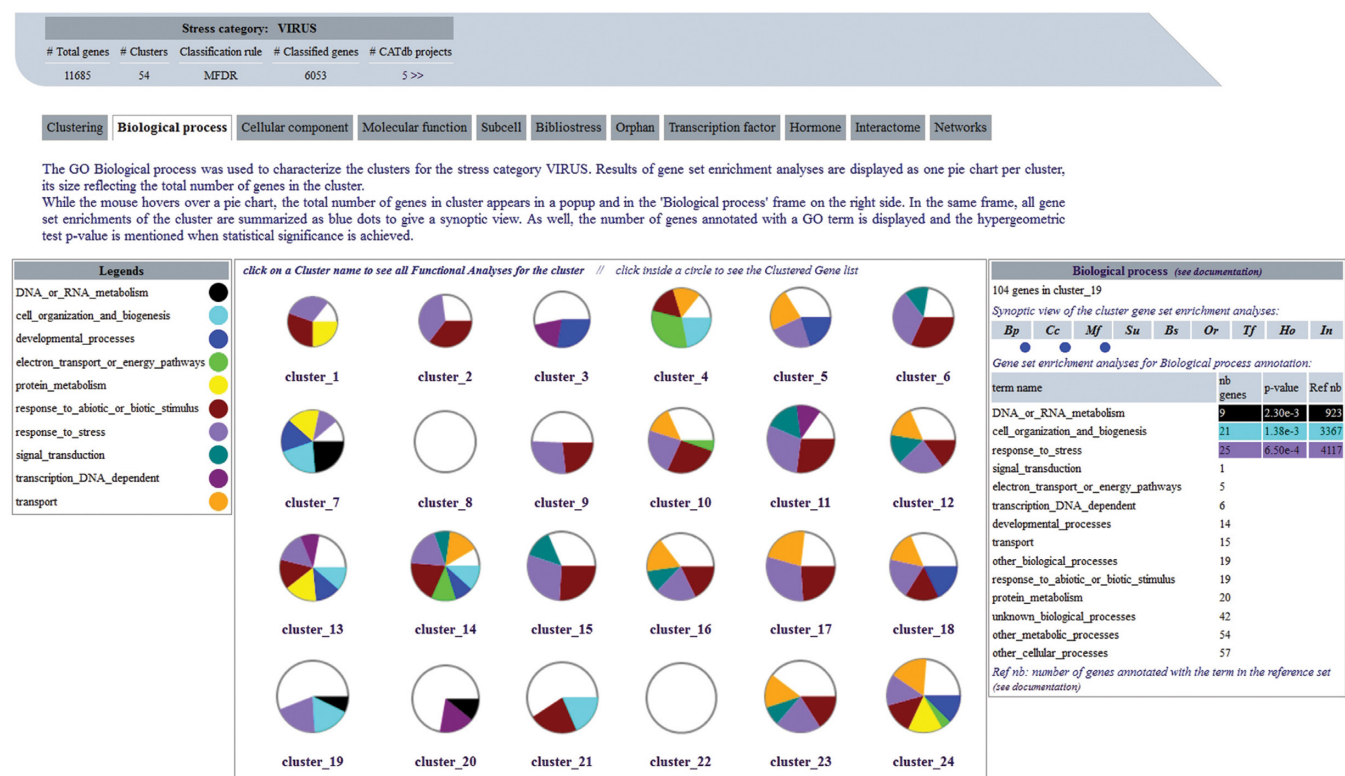 Stress category: VIRUS
# Total genes # Clusters Classification rule # Classified genes # CATdb projects
11685 54 MFDR 6053 5 >>
Clustering Biological process Cellular component Molecular function Subcell Bibliostress Orphan Transcription factor Hormone Interactome Networks
The GO Biological process was used to characterize the clusters for the stress category VIRUS. Results of gene set enrichment analyses are displayed as one pie chart per cluster,
its size reflecting the total number of genes in the cluster.
While the mouse hovers over a pie chart, the total number of genes in cluster appears in a popup and in the 'Biological process' frame on the right side. In the same frame, all gene
set enrichments of the cluster are summarized as blue dots to give a synoptic view. As well, the number of genes annotated with a GO term is displayed and the hypergeometric
test p-value is mentioned when statistical significance is achieved.
Legends
DNA_or_RNA_metabolism
cell_organization_and_biogenesis
developmental_processes
electron_transport_or_energy_pathways
protein_metabolism
response_to_abiotic_or_biotic_stimulus
response_to_stress
signal_transduction
transcription_DNA_dependent
transport
click on a Cluster name to see all Functional Analyses for the cluster // click inside a circle to see the Clustered Gene list
cluster_1 cluster_2 cluster_3 cluster_4 cluster_5 cluster_6
cluster_7 cluster_8 cluster_9 cluster_10 cluster_11 cluster_12
cluster_13 cluster_14 cluster_15 cluster_16 cluster_17 cluster_18
cluster_19 cluster_20 cluster_21 cluster_22 cluster_23 cluster_24
Biological process (see documentation)
104 genes in cluster_19
Synoptic view of the cluster gene set enrichment analyses:
Bp Cc Mf Su Bs Or Tf Ho In
Gene set enrichment analyses for Biological process annotation:
term name nb genes p-value Ref nb
DNA_or_RNA_metabolism 9 2.30e-3 923
cell_organization_and_biogenesis 21 1.38e-3 3367
response_to_stress 25 6.50e-4 4117
signal_transduction 1
electron_transport_or_energy_pathways 5
transcription_DNA_dependent 6
developmental_processes 14
transport 15
other_biological_processes 19
response_to_abiotic_or_biotic_stimulus 19
protein_metabolism 20
unknown_biological_processes 42
other_metabolic_processes 54
other_cellular_processes 57
Ref nb: number of genes annotated with the term in the reference set
(see documentation)